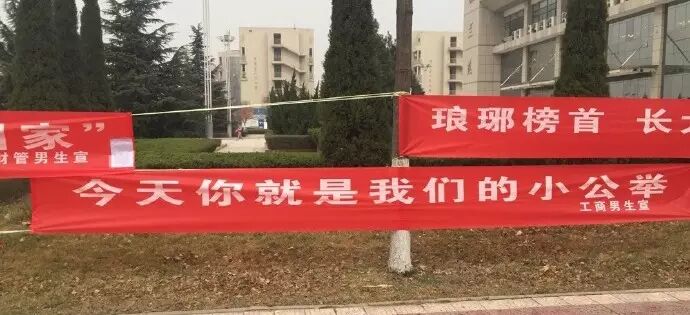 家”
财管男生宣
琅琊榜首 长
今天你就是我们的小公举
工商男生宣